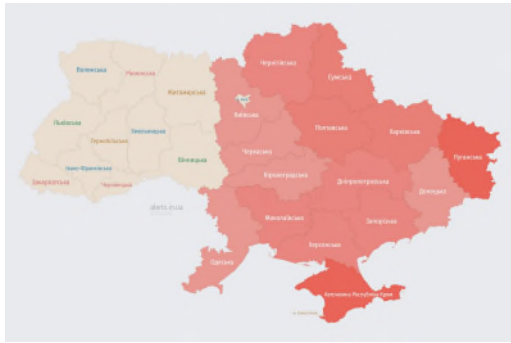 Чернігівська
Сумська
Волинська
Рівненська
Житомирська
Київська
Львівська
Полтавська
Харківська
Тернопільська
Хмельницька
Черкаська
Луганська
Вінницька
Кіровоградська
Івано-Франківська
Дніпропетровська
Закарпатська
Чернівецька
Донецька
alerts.in.ua
Миколаївська
Запорізька
Херсонська
Одеська
Автономна Республіка Крим